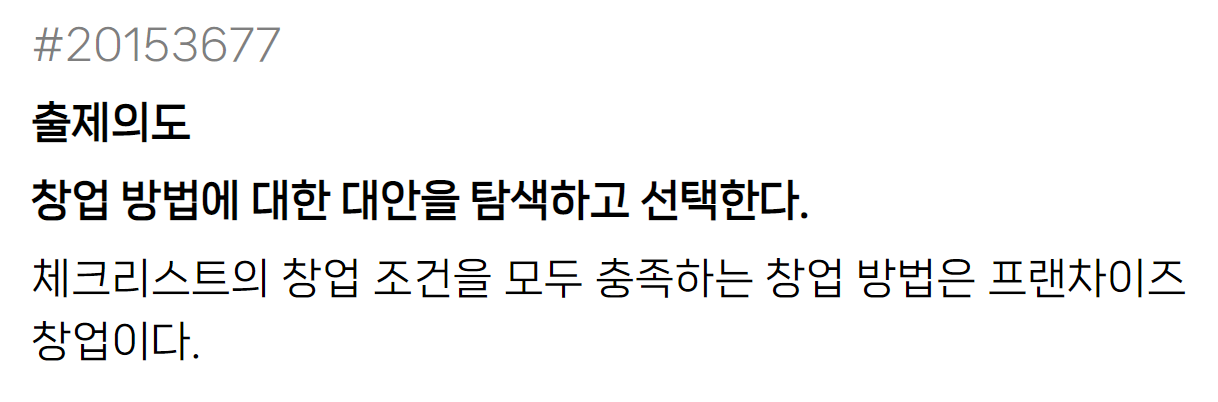 #20153677
출제의도
창업 방법에 대한 대안을 탐색하고 선택한다.
체크리스트의 창업 조건을 모두 충족하는 창업 방법은 프랜차이즈
창업이다.